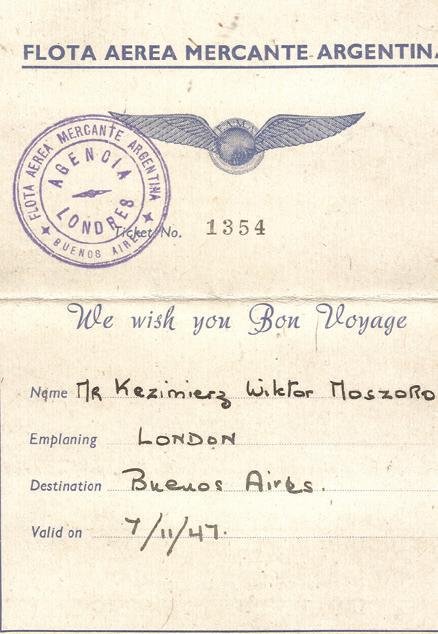 FLOTA AEREA MERCANTE ARGENTINA
FAMA
FLOTA AEREA MERCANTE ARGENTINA
AGENCIA
LONDRES
BUENOS AIRES
Ticket No. 1354
We wish you Bon Voyage
Name MR Kezimierz Wiktor MOSZORO
Emplaning LONDON
Destination Buenos Aires.
Valid on 7/11/47.